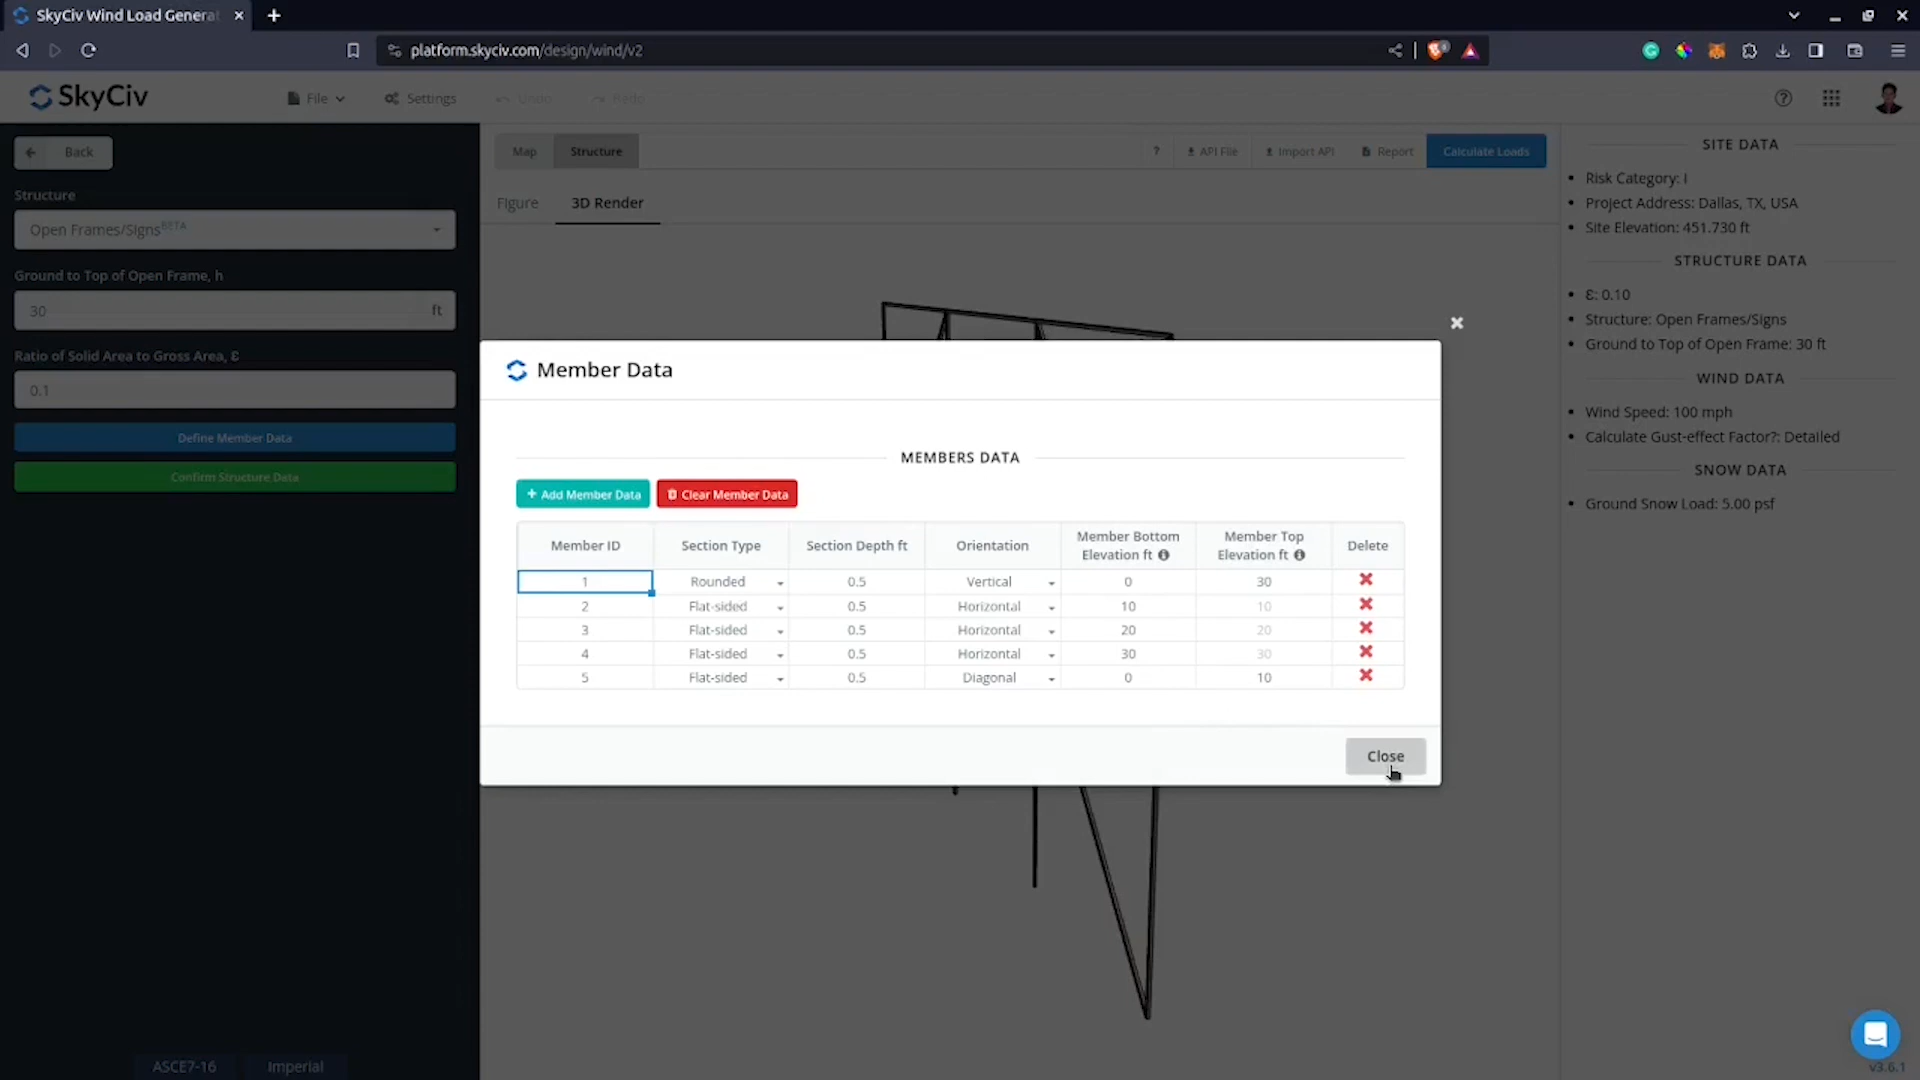 SkyCiv Wind Load Genera
platform.skyciv.com/design/wind/v2
SkyCiv
File
Settings
Undo
Redo
Back
Structure
Open Frames/Signs BETA
Ground to Top of Open Frame, h
30 ft
Ratio of Solid Area to Gross Area, ε
0.1
Define Member Data
Confirm Structure Data
ASCE7-16
Imperial
Map
Structure
?
API File
Import API
Report
Calculate Loads
Figure
3D Render
Member Data
MEMBERS DATA
+ Add Member Data
Clear Member Data
Member ID Section Type Section Depth ft Orientation Member Bottom Elevation ft Member Top Elevation ft Delete
1 Rounded 0.5 Vertical 0 30
2 Flat-sided 0.5 Horizontal 10 10
3 Flat-sided 0.5 Horizontal 20 20
4 Flat-sided 0.5 Horizontal 30 30
5 Flat-sided 0.5 Diagonal 0 10
Close
SITE DATA
• Risk Category: I
• Project Address: Dallas, TX, USA
• Site Elevation: 451.730 ft
STRUCTURE DATA
• ε: 0.10
• Structure: Open Frames/Signs
• Ground to Top of Open Frame: 30 ft
WIND DATA
• Wind Speed: 100 mph
• Calculate Gust-effect Factor?: Detailed
SNOW DATA
• Ground Snow Load: 5.00 psf
v3.6.1